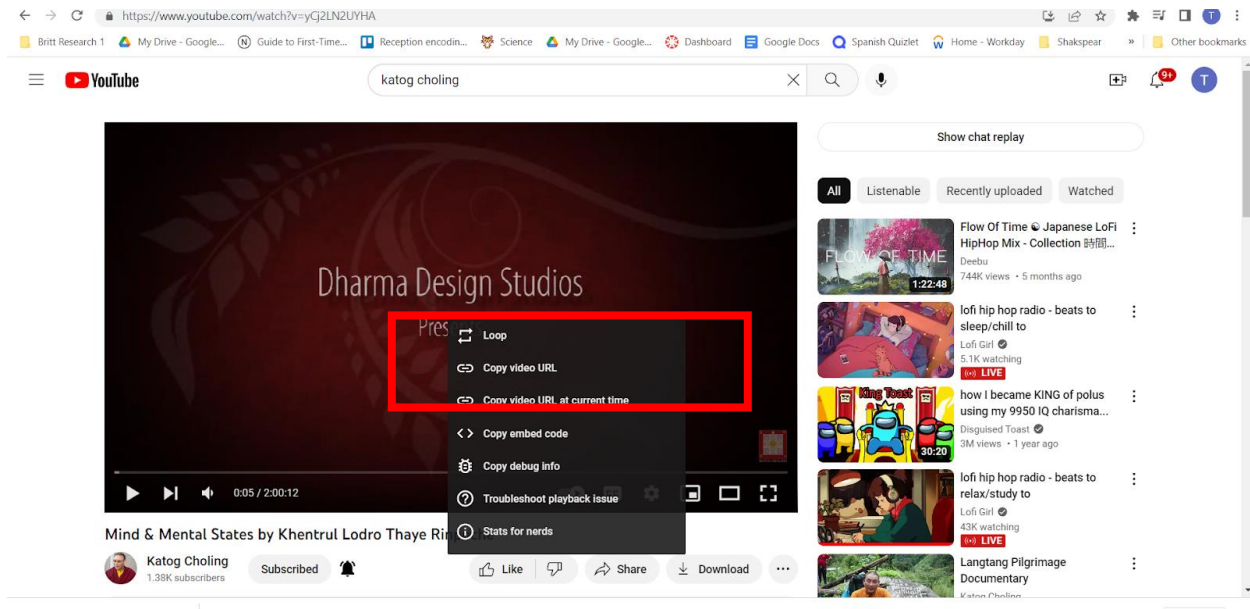 https://www.youtube.com/watch?v=yCj2LN2UYHA
T
Britt Research 1
My Drive - Google...
Guide to First-Time...
Reception encodin...
Science
My Drive - Google...
Dashboard
Google Docs
Spanish Quizlet
Home - Workday
Shakspear
»
Other bookmarks
YouTube
katog choling
9+
T
Dharma Design Studios
Pres
Loop
Copy video URL
Copy video URL at current time
Copy embed code
Copy debug info
Troubleshoot playback issue
Stats for nerds
0:05 / 2:00:12
Mind & Mental States by Khentrul Lodro Thaye Rin
Katog Choling
1.38K subscribers
Subscribed
Like
Share
Download
Show chat replay
All
Listenable
Recently uploaded
Watched
FLOW OF TIME
1:22:48
Flow Of Time ☯ Japanese LoFi
HipHop Mix - Collection 時間...
Deebu
744K views • 5 months ago
lofi hip hop radio - beats to
sleep/chill to
Lofi Girl
5.1K watching
LIVE
King Toast
30:20
how I became KING of polus
using my 9950 IQ charisma...
Disguised Toast
3M views • 1 year ago
lofi hip hop radio - beats to
relax/study to
Lofi Girl
43K watching
LIVE
Langtang Pilgrimage
Documentary
Katog Choling